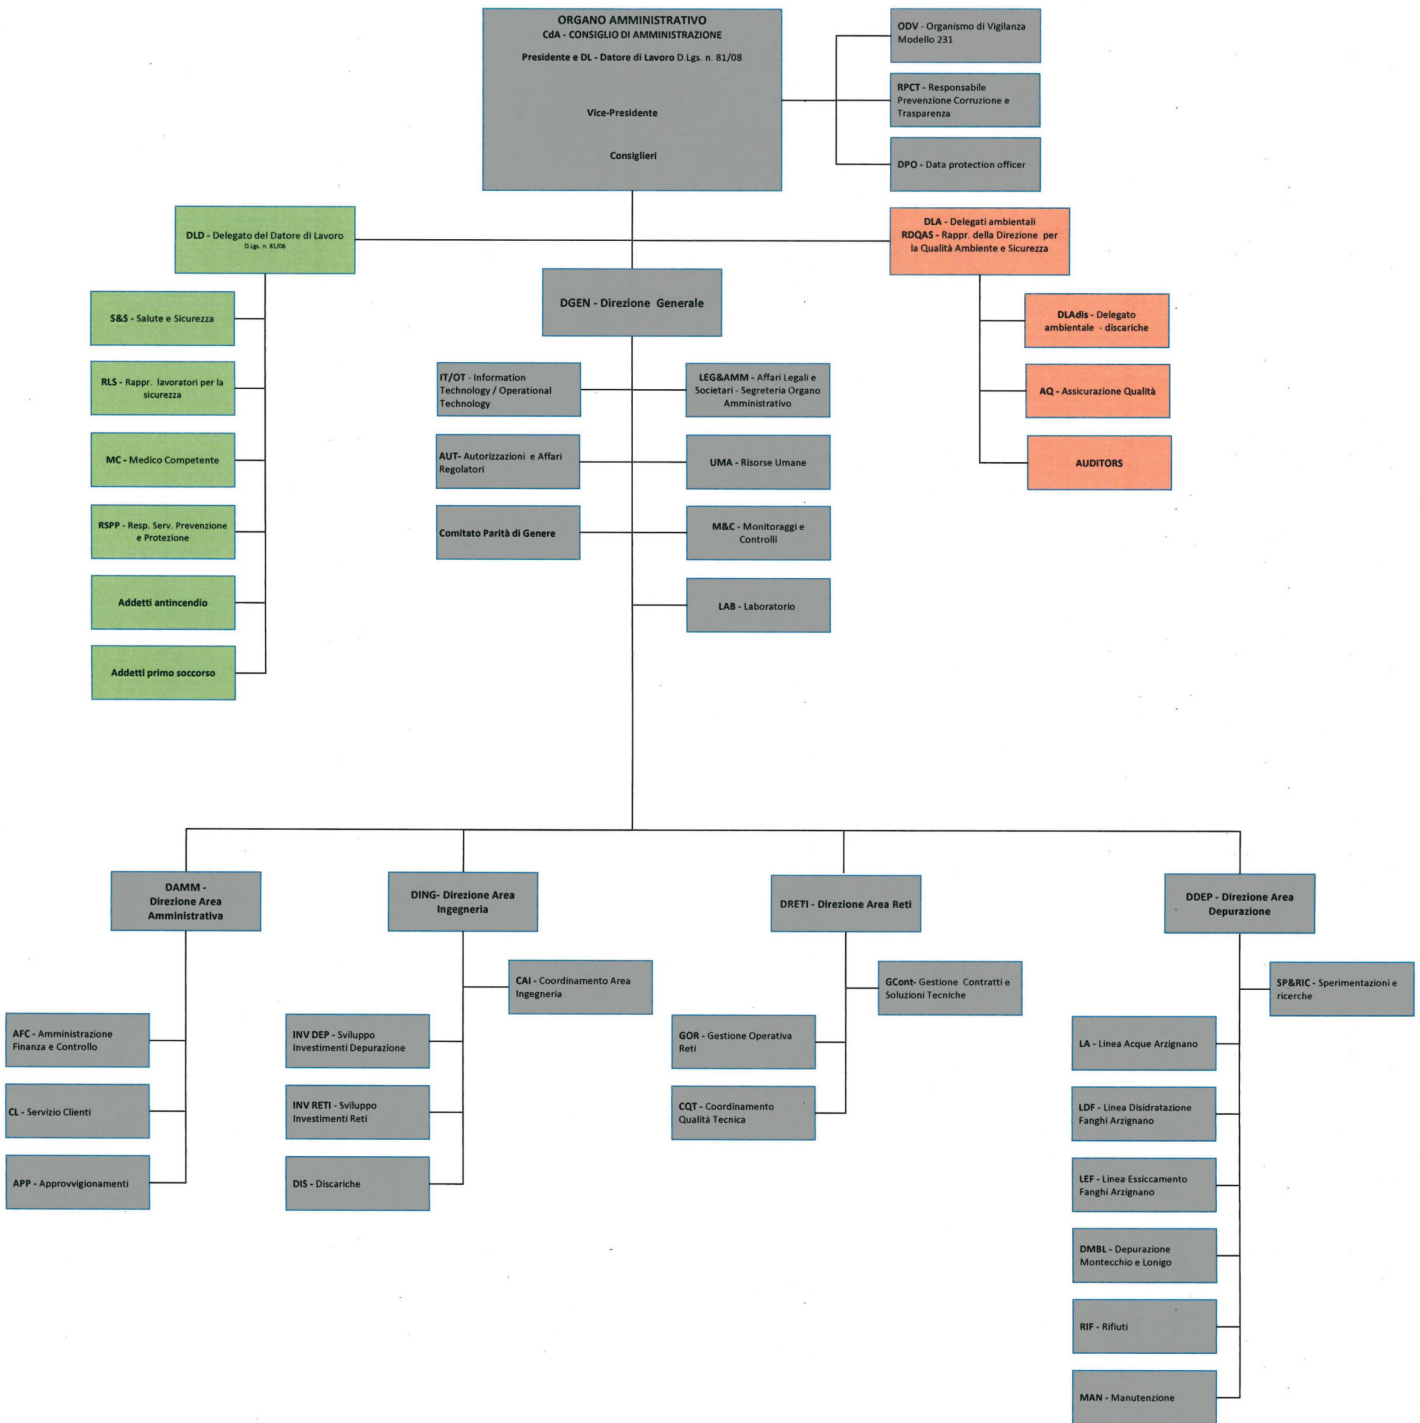 ORGANO AMMINISTRATIVO
CdA - CONSIGLIO DI AMMINISTRAZIONE
Presidente e DL - Datore di Lavoro D.Lgs. n. 81/08
Vice-Presidente
Consiglieri
ODV - Organismo di Vigilanza
Modello 231
RPCT - Responsabile
Prevenzione Corruzione e
Trasparenza
DPO - Data protection officer
DLD - Delegato del Datore di Lavoro
D.Lgs. n. 81/08
DLA - Delegati ambientali
RDQAS - Rappr. della Direzione per
la Qualità Ambiente e Sicurezza
DGEN - Direzione Generale
S&S - Salute e Sicurezza
RLS - Rappr. lavoratori per la
sicurezza
MC - Medico Competente
RSPP - Resp. Serv. Prevenzione
e Protezione
Addetti antincendio
Addetti primo soccorso
DLAdis - Delegato
ambientale - discariche
AQ - Assicurazione Qualità
AUDITORS
IT/OT - Information
Technology / Operational
Technology
LEG&AMM - Affari Legali e
Societari - Segreteria Organo
Amministrativo
AUT- Autorizzazioni e Affari
Regolatori
UMA - Risorse Umane
Comitato Parità di Genere
M&C - Monitoraggi e
Controlli
LAB - Laboratorio
DAMM -
Direzione Area
Amministrativa
AFC - Amministrazione
Finanza e Controllo
CL - Servizio Clienti
APP - Approvvigionamenti
DING- Direzione Area
Ingegneria
CAI - Coordinamento Area
Ingegneria
INV DEP - Sviluppo
Investimenti Depurazione
INV RETI - Sviluppo
Investimenti Reti
DIS - Discariche
DRETI - Direzione Area Reti
GCont- Gestione Contratti e
Soluzioni Tecniche
GOR - Gestione Operativa
Reti
CQT - Coordinamento
Qualità Tecnica
DDEP - Direzione Area
Depurazione
SP&RIC - Sperimentazioni e
ricerche
LA - Linea Acque Arzignano
LDF - Linea Disidratazione
Fanghi Arzignano
LEF - Linea Essiccamento
Fanghi Arzignano
DMBL - Depurazione
Montecchio e Lonigo
RIF - Rifiuti
MAN - Manutenzione